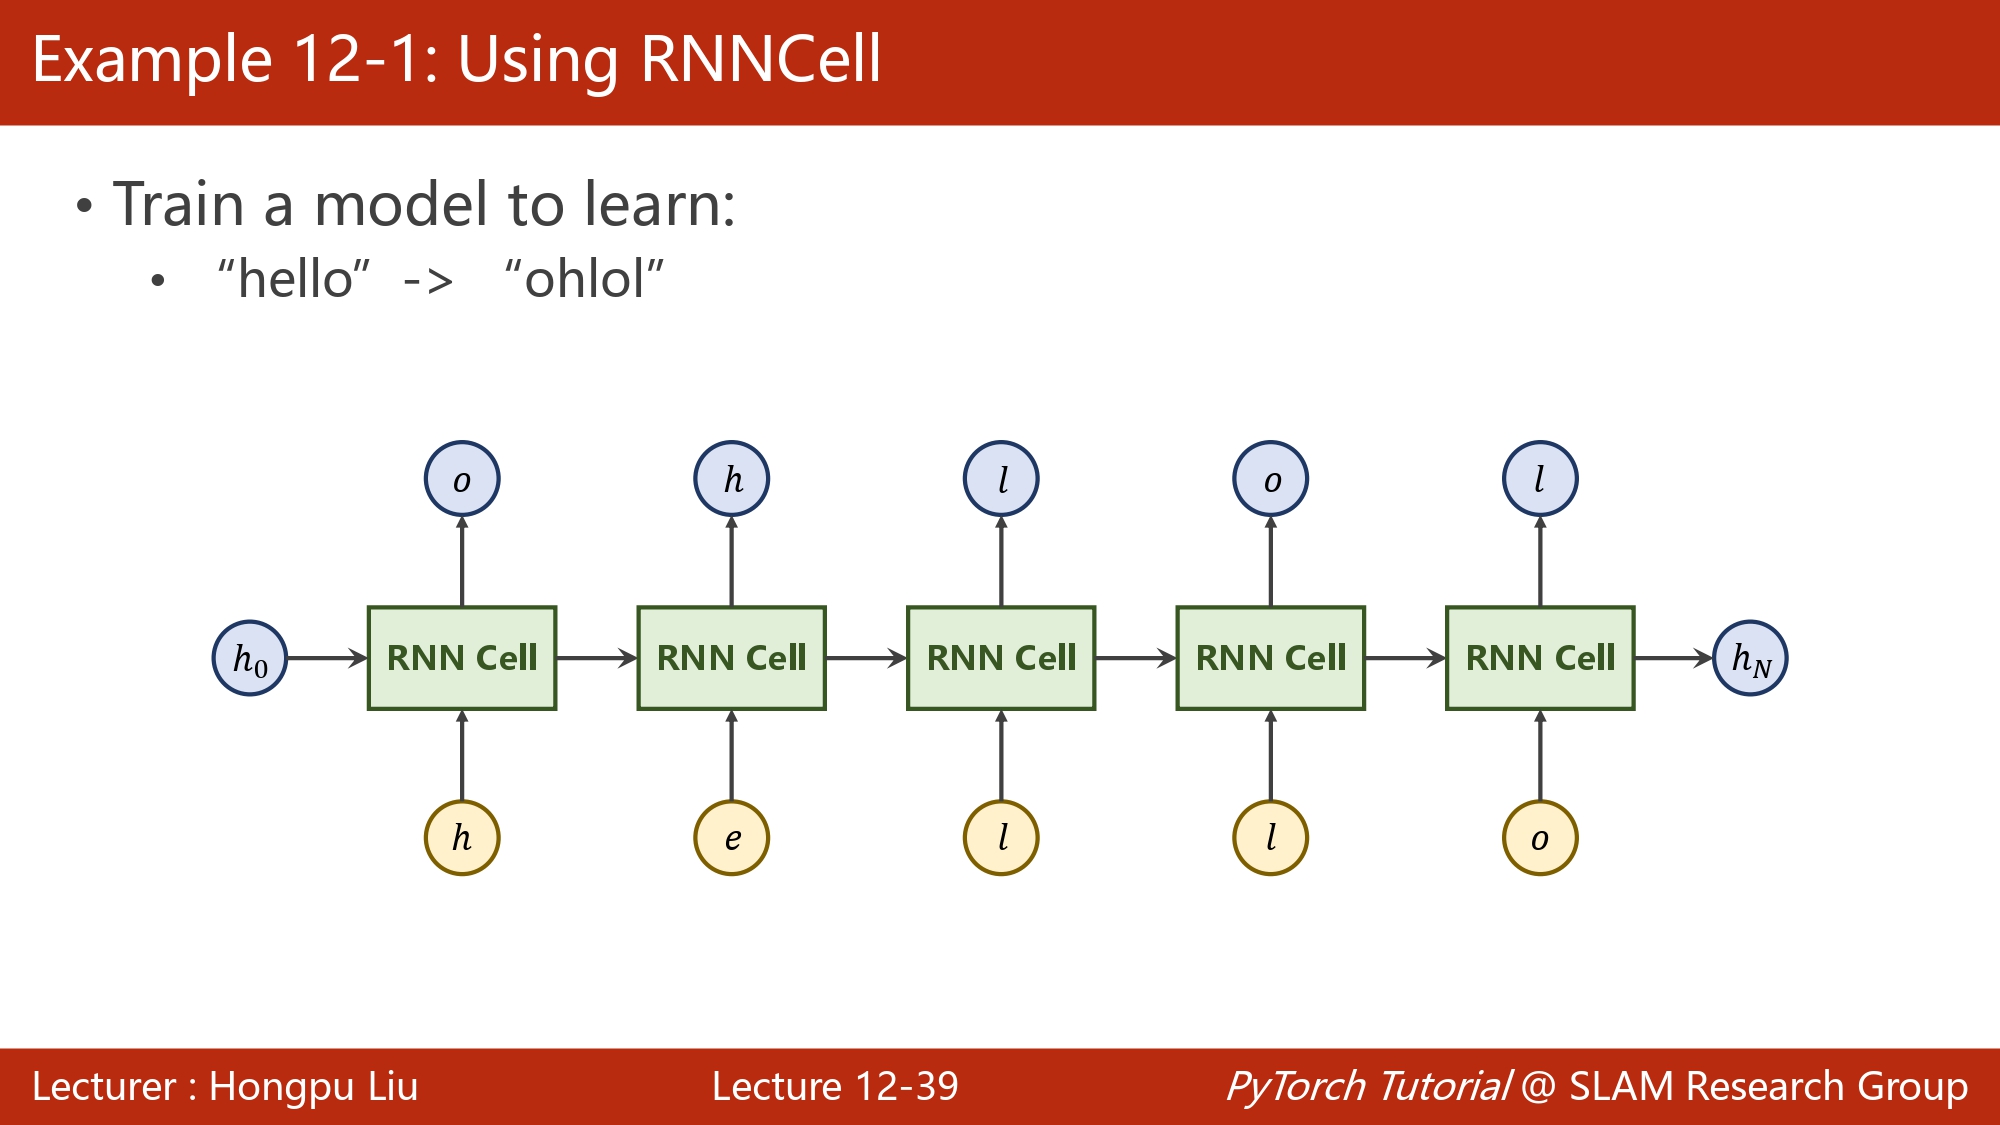 Example 12-1: Using RNNCell
• Train a model to learn:
• “hello” -> “ohlol”
o h l o l
h₀ RNN Cell RNN Cell RNN Cell RNN Cell RNN Cell h_N
h e l l o
Lecturer : Hongpu Liu Lecture 12-39 PyTorch Tutorial @ SLAM Research Group